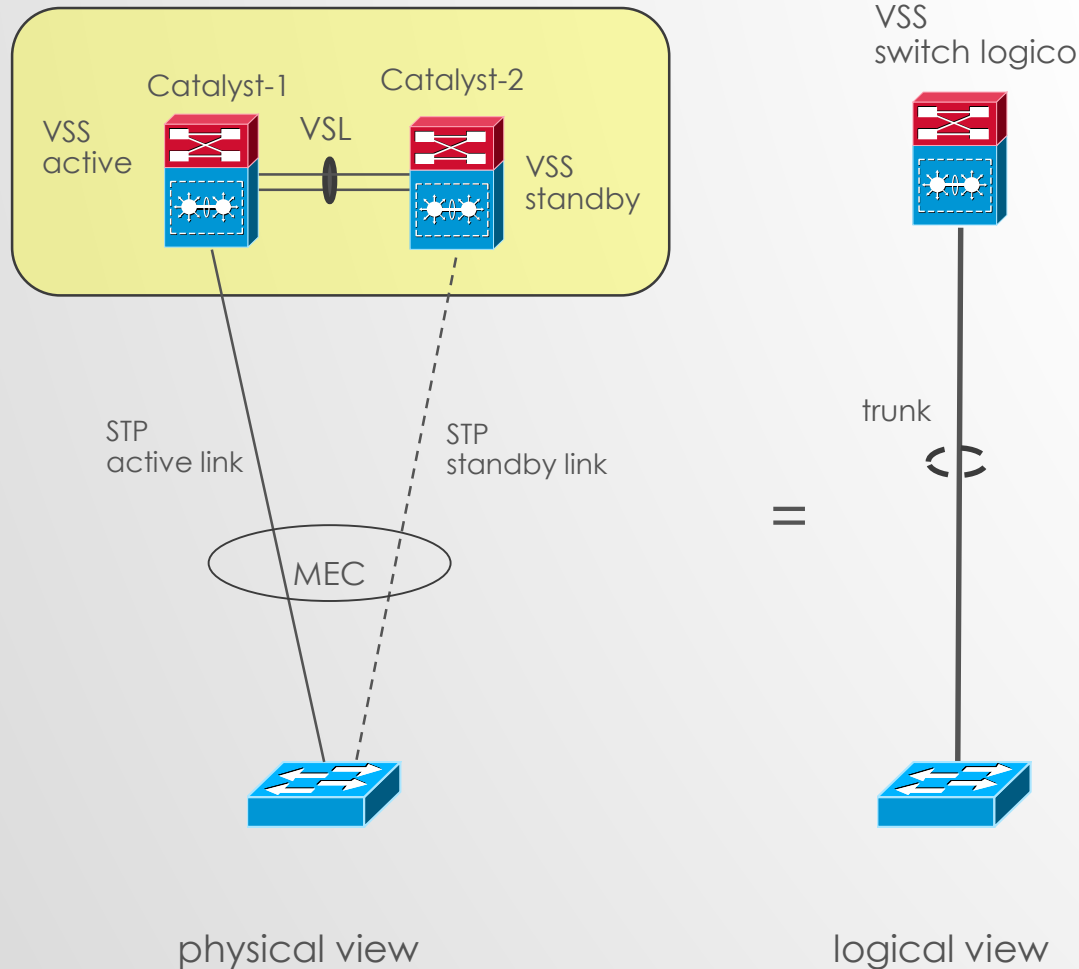 VSS
switch logico
Catalyst-1
Catalyst-2
VSS
active
VSL
VSS
standby
trunk
STP
active link
STP
standby link
=
MEC
physical view
logical view